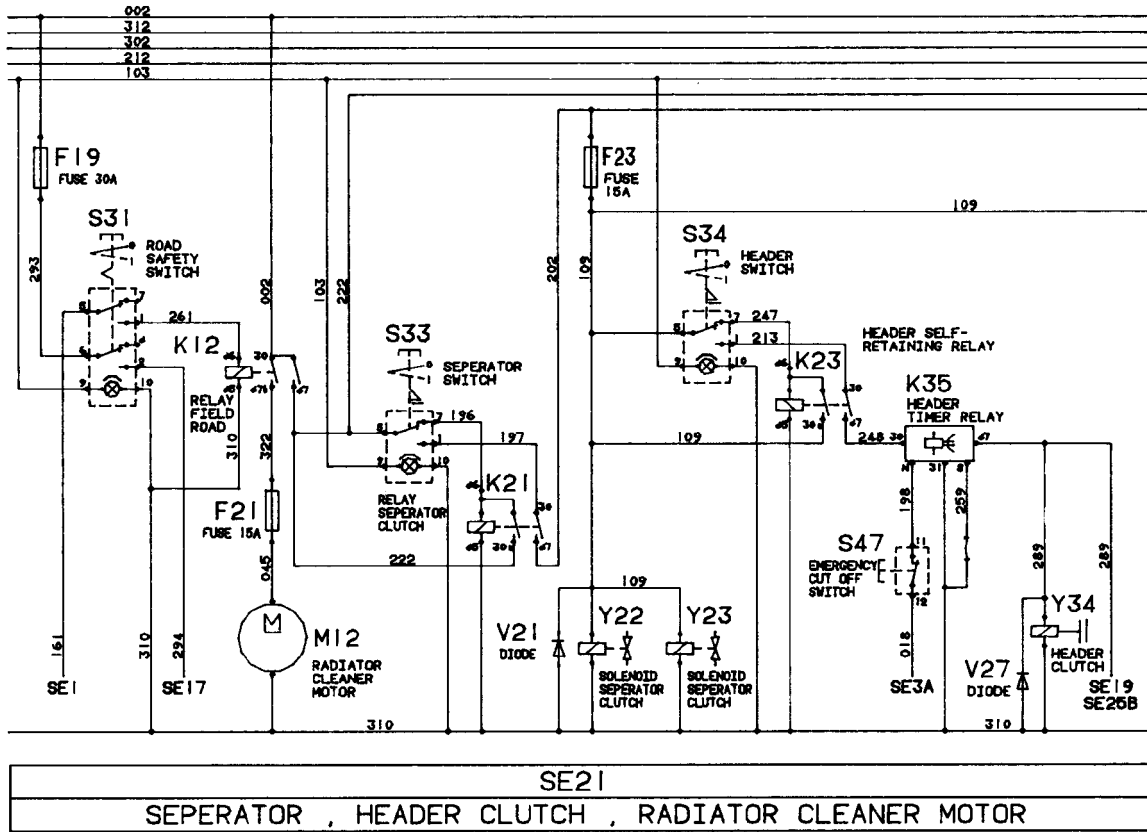 002
312
302
212
103
F19
FUSE 30A
S31
ROAD
SAFETY
SWITCH
293
261
K12
RELAY
FIELD
ROAD
310
002
322
F21
FUSE 15A
045
M
M12
RADIATOR
CLEANER
MOTOR
161
310
294
SE1
SE17
103
222
S33
SEPERATOR
SWITCH
196
197
RELAY
SEPERATOR
CLUTCH
K21
222
202
109
F23
FUSE
15A
109
S34
HEADER
SWITCH
247
213
K23
HEADER SELF-
RETAINING RELAY
K35
HEADER
TIMER RELAY
109
248
198
259
S47
EMERGENCY
CUT OFF
SWITCH
018
SE3A
109
V21
DIODE
Y22
SOLENOID
SEPERATOR
CLUTCH
Y23
SOLENOID
SEPERATOR
CLUTCH
289
289
Y34
HEADER
CLUTCH
V27
DIODE
SE19
SE25B
310
310
SE21
SEPERATOR , HEADER CLUTCH , RADIATOR CLEANER MOTOR